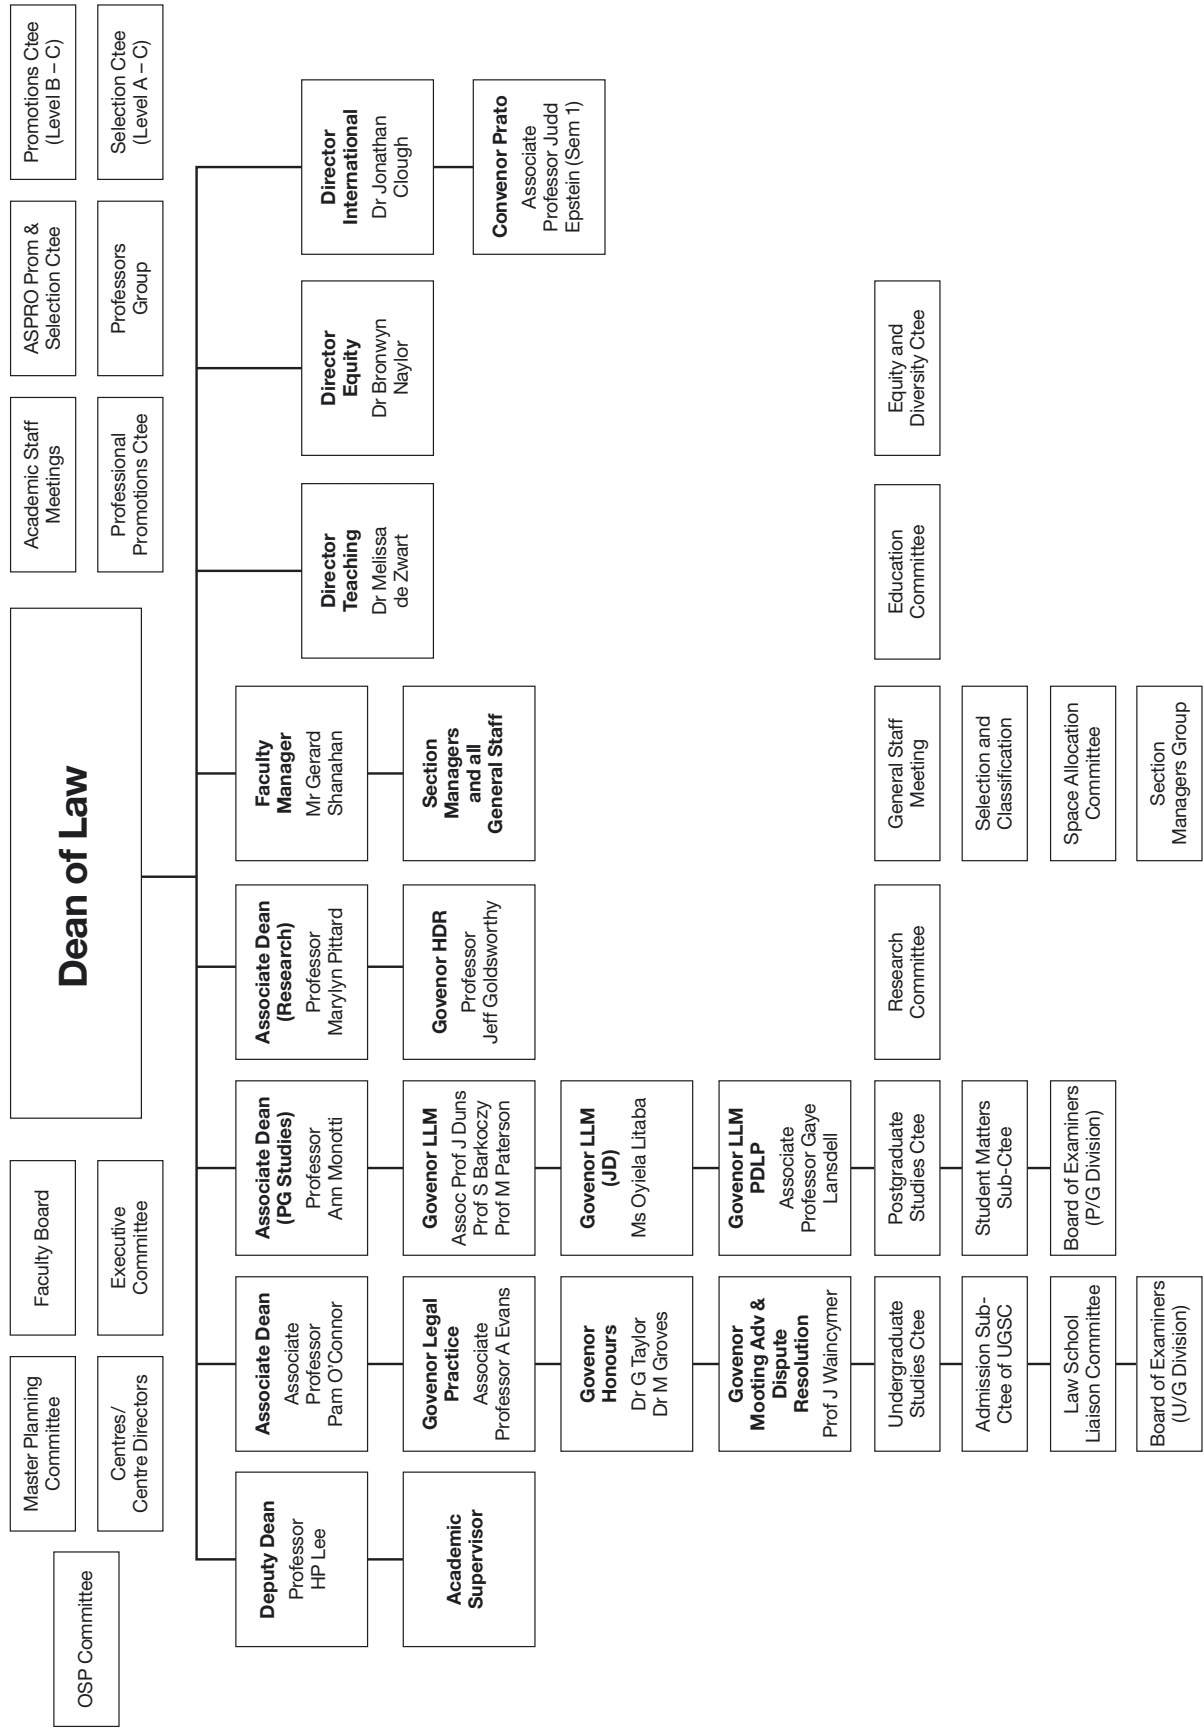 Dean of Law
OSP Committee
Master Planning
Committee
Centres/
Centre Directors
Faculty Board
Executive
Committee
Academic Staff
Meetings
Professional
Promotions Ctee
ASPRO Prom &
Selection Ctee
Professors
Group
Promotions Ctee
(Level B – C)
Selection Ctee
(Level A – C)
Deputy Dean
Professor
HP Lee
Academic
Supervisor
Associate Dean
Associate
Professor
Pam O’Connor
Govenor Legal
Practice
Associate
Professor A Evans
Govenor
Honours
Dr G Taylor
Dr M Groves
Govenor
Mooting Adv &
Dispute
Resolution
Prof J Waincymer
Undergraduate
Studies Ctee
Admission Sub-
Ctee of UGSC
Law School
Liaison Committee
Board of Examiners
(U/G Division)
Associate Dean
(PG Studies)
Professor
Ann Monotti
Govenor LLM
Assoc Prof J Duns
Prof S Barkoczy
Prof M Paterson
Govenor LLM
(JD)
Ms Oyiela Litaba
Govenor LLM
PDLP
Associate
Professor Gaye
Lansdell
Postgraduate
Studies Ctee
Student Matters
Sub-Ctee
Board of Examiners
(P/G Division)
Associate Dean
(Research)
Professor
Marylyn Pittard
Govenor HDR
Professor
Jeff Goldsworthy
Research
Committee
Faculty
Manager
Mr Gerard
Shanahan
Section
Managers
and all
General Staff
General Staff
Meeting
Selection and
Classification
Space Allocation
Committee
Section
Managers Group
Director
Teaching
Dr Melissa
de Zwart
Education
Committee
Director
Equity
Dr Bronwyn
Naylor
Equity and
Diversity Ctee
Director
International
Dr Jonathan
Clough
Convenor Prato
Associate
Professor Judd
Epstein (Sem 1)